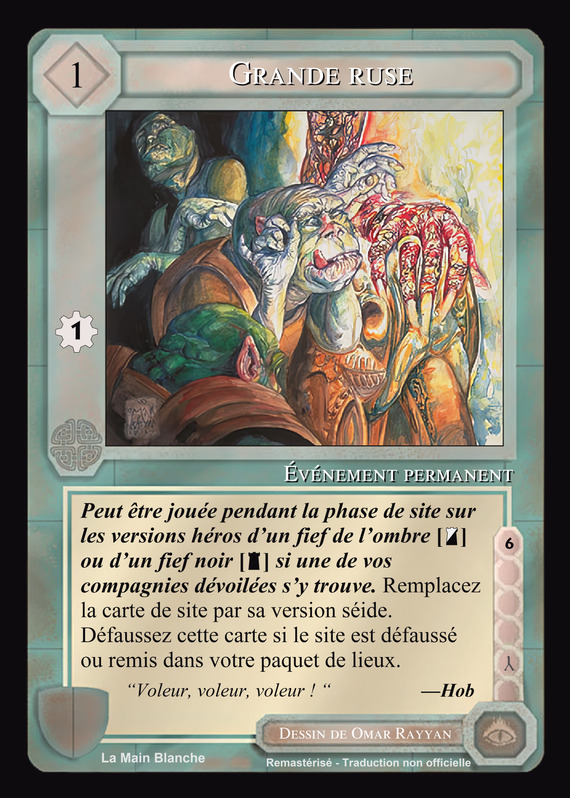 1
GRANDE RUSE
1
ÉVÉNEMENT PERMANENT
Peut être jouée pendant la phase de site sur
les versions héros d’un fief de l’ombre []
ou d’un fief noir [] si une de vos
compagnies dévoilées s’y trouve. Remplacez
la carte de site par sa version séide.
Défaussez cette carte si le site est défaussé
ou remis dans votre paquet de lieux.
“Voleur, voleur, voleur ! “ —Hob
6
DESSIN DE OMAR RAYYAN
La Main Blanche
Remastérisé - Traduction non officielle